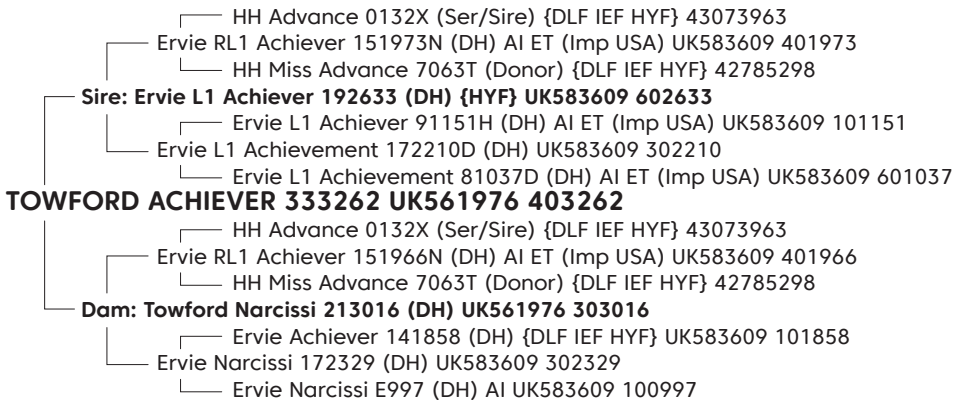 HH Advance 0132X (Ser/Sire) {DLF IEF HYF} 43073963
Ervie RL1 Achiever 151973N (DH) AI ET (Imp USA) UK583609 401973
HH Miss Advance 7063T (Donor) {DLF IEF HYF} 42785298
Sire: Ervie L1 Achiever 192633 (DH) {HYF} UK583609 602633
Ervie L1 Achiever 91151H (DH) AI ET (Imp USA) UK583609 101151
Ervie L1 Achievement 172210D (DH) UK583609 302210
Ervie L1 Achievement 81037D (DH) AI ET (Imp USA) UK583609 601037
TOWFORD ACHIEVER 333262 UK561976 403262
HH Advance 0132X (Ser/Sire) {DLF IEF HYF} 43073963
Ervie RL1 Achiever 151966N (DH) AI ET (Imp USA) UK583609 401966
HH Miss Advance 7063T (Donor) {DLF IEF HYF} 42785298
Dam: Towford Narcissi 213016 (DH) UK561976 303016
Ervie Achiever 141858 (DH) {DLF IEF HYF} UK583609 101858
Ervie Narcissi 172329 (DH) UK583609 302329
Ervie Narcissi E997 (DH) AI UK583609 100997